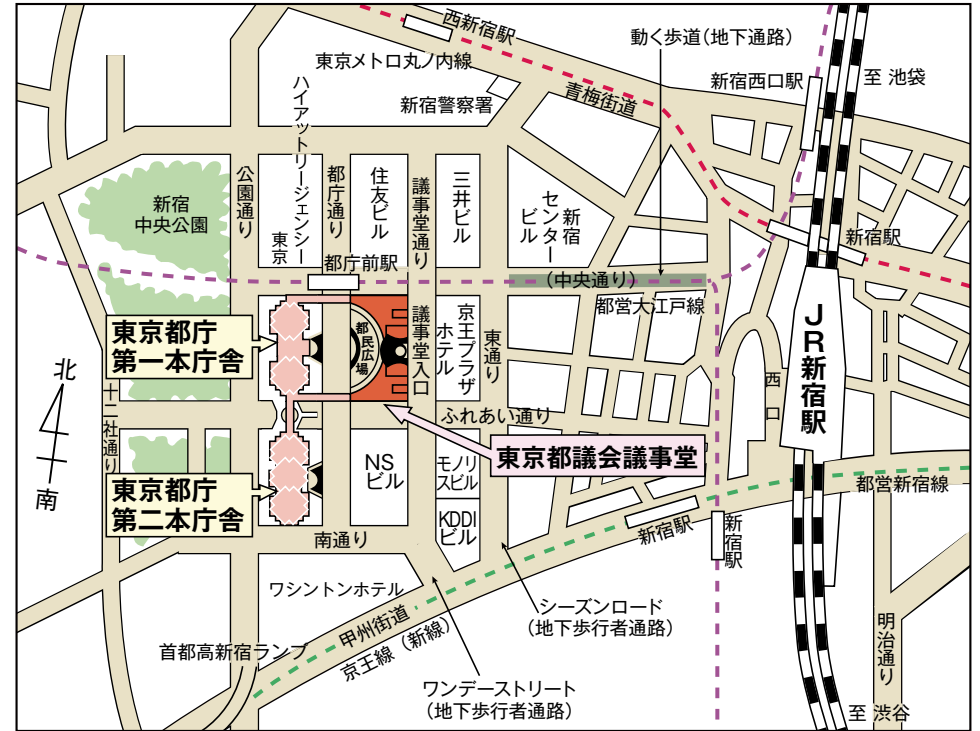 西新宿駅
動く歩道(地下通路)
東京メトロ丸ノ内線
新宿西口駅
至 池袋
新宿警察署
青梅街道
ハイアットリージェンシー
東京
公園通り
都庁通り
住友ビル
議事堂通り
三井ビル
新宿
センター
ビル
新宿
中央公園
新宿駅
都庁前駅
(中央通り)
都営大江戸線
東京都庁
第一本庁舎
都民広場
議事堂入口
京王プラザ
ホテル
東通り
JR新宿駅
西口
北
南
十二社通り
ふれあい通り
東京都議会議事堂
NS
ビル
モノリ
スビル
都営新宿線
東京都庁
第二本庁舎
KDDI
ビル
新宿駅
新宿駅
南通り
ワシントンホテル
シーズンロード
(地下歩行者通路)
甲州街道
京王線(新線)
明治通り
首都高新宿ランプ
ワンデーストリート
(地下歩行者通路)
至 渋谷